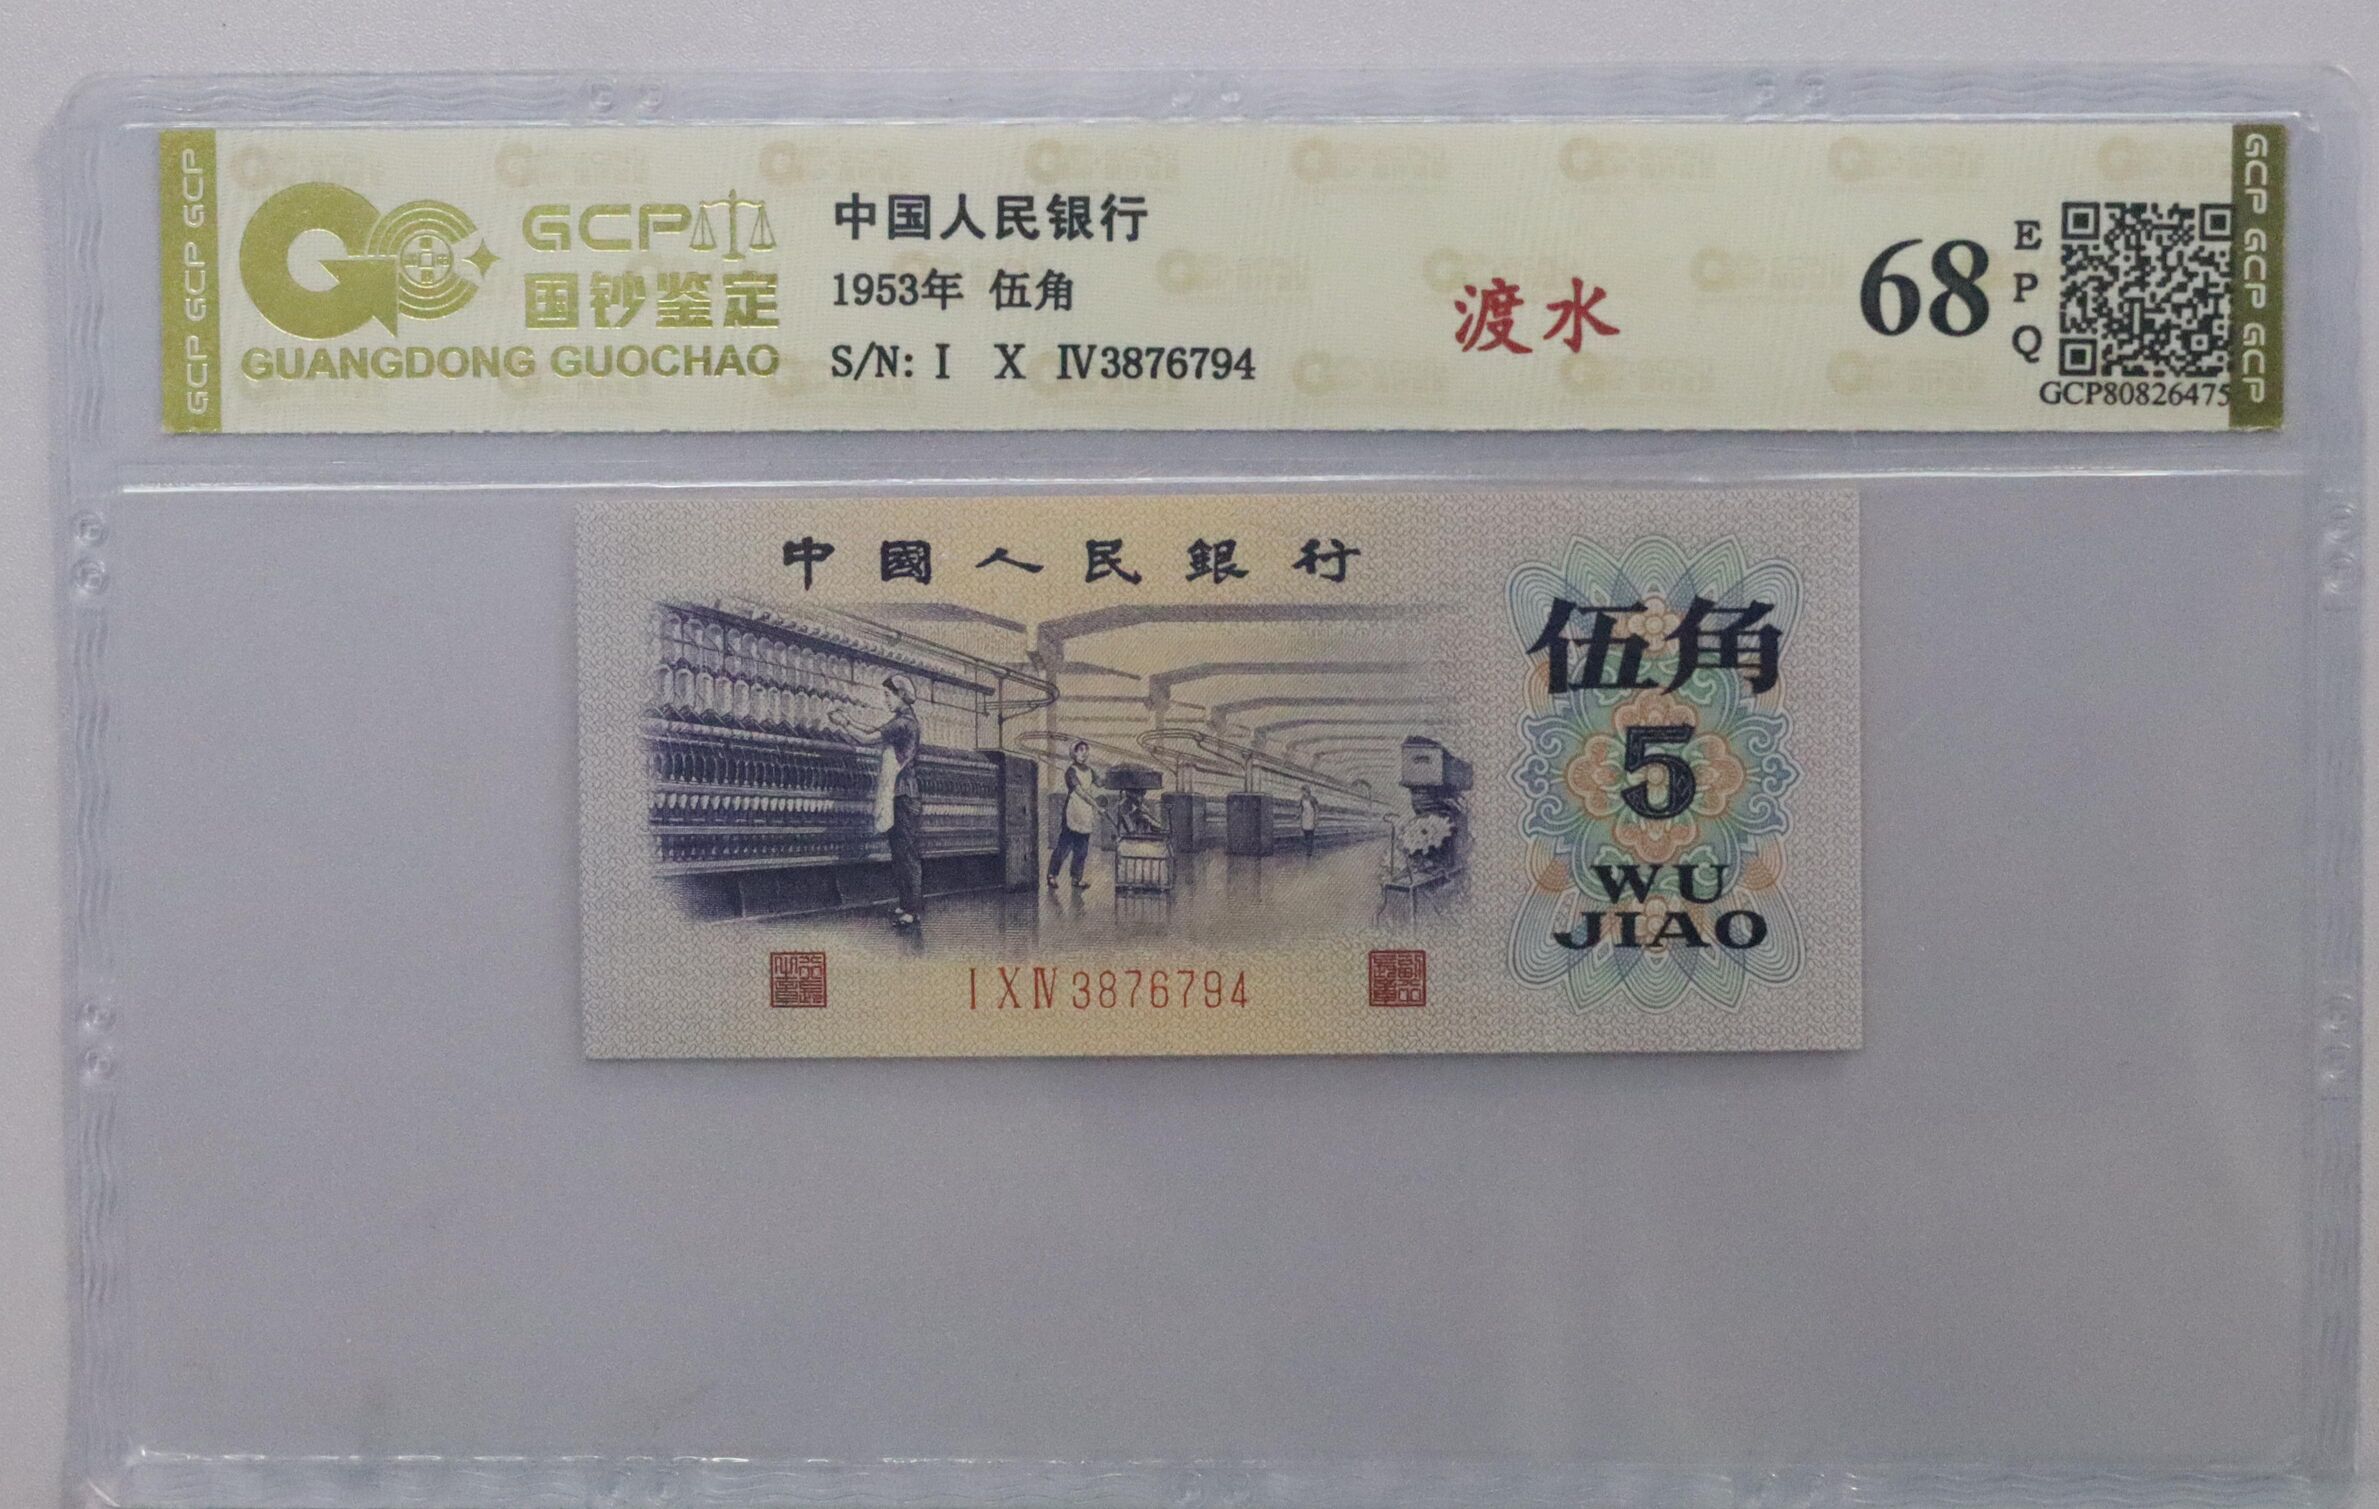 GCP GCP GCP
GCP
国钞鉴定
GUANGDONG GUOCHAO
中国人民银行
1953年 伍角
S/N: I X IV3876794
渡水
68
EPQ
GCP80826475
GCP GCP GCP
中國人民銀行
伍角
5
WU
JIAO
I X IV 3876794